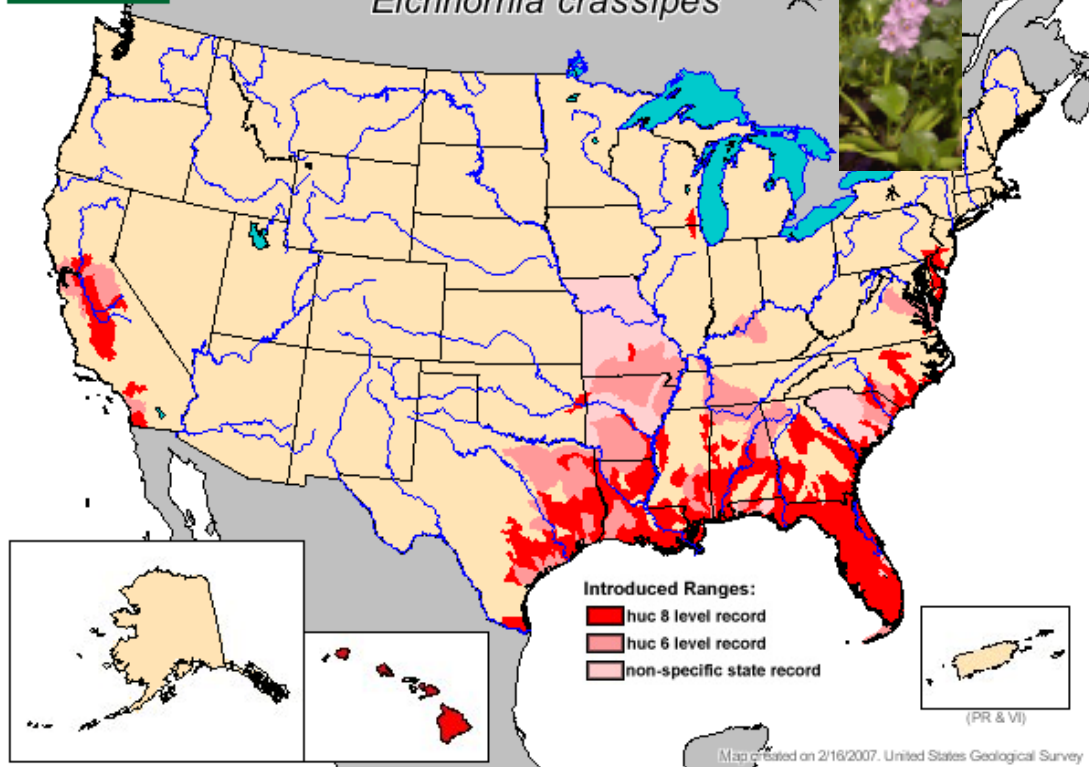 Eichhornia crassipes
Introduced Ranges:
huc 8 level record
huc 6 level record
non-specific state record
(PR & VI)
Map created on 2/16/2007. United States Geological Survey